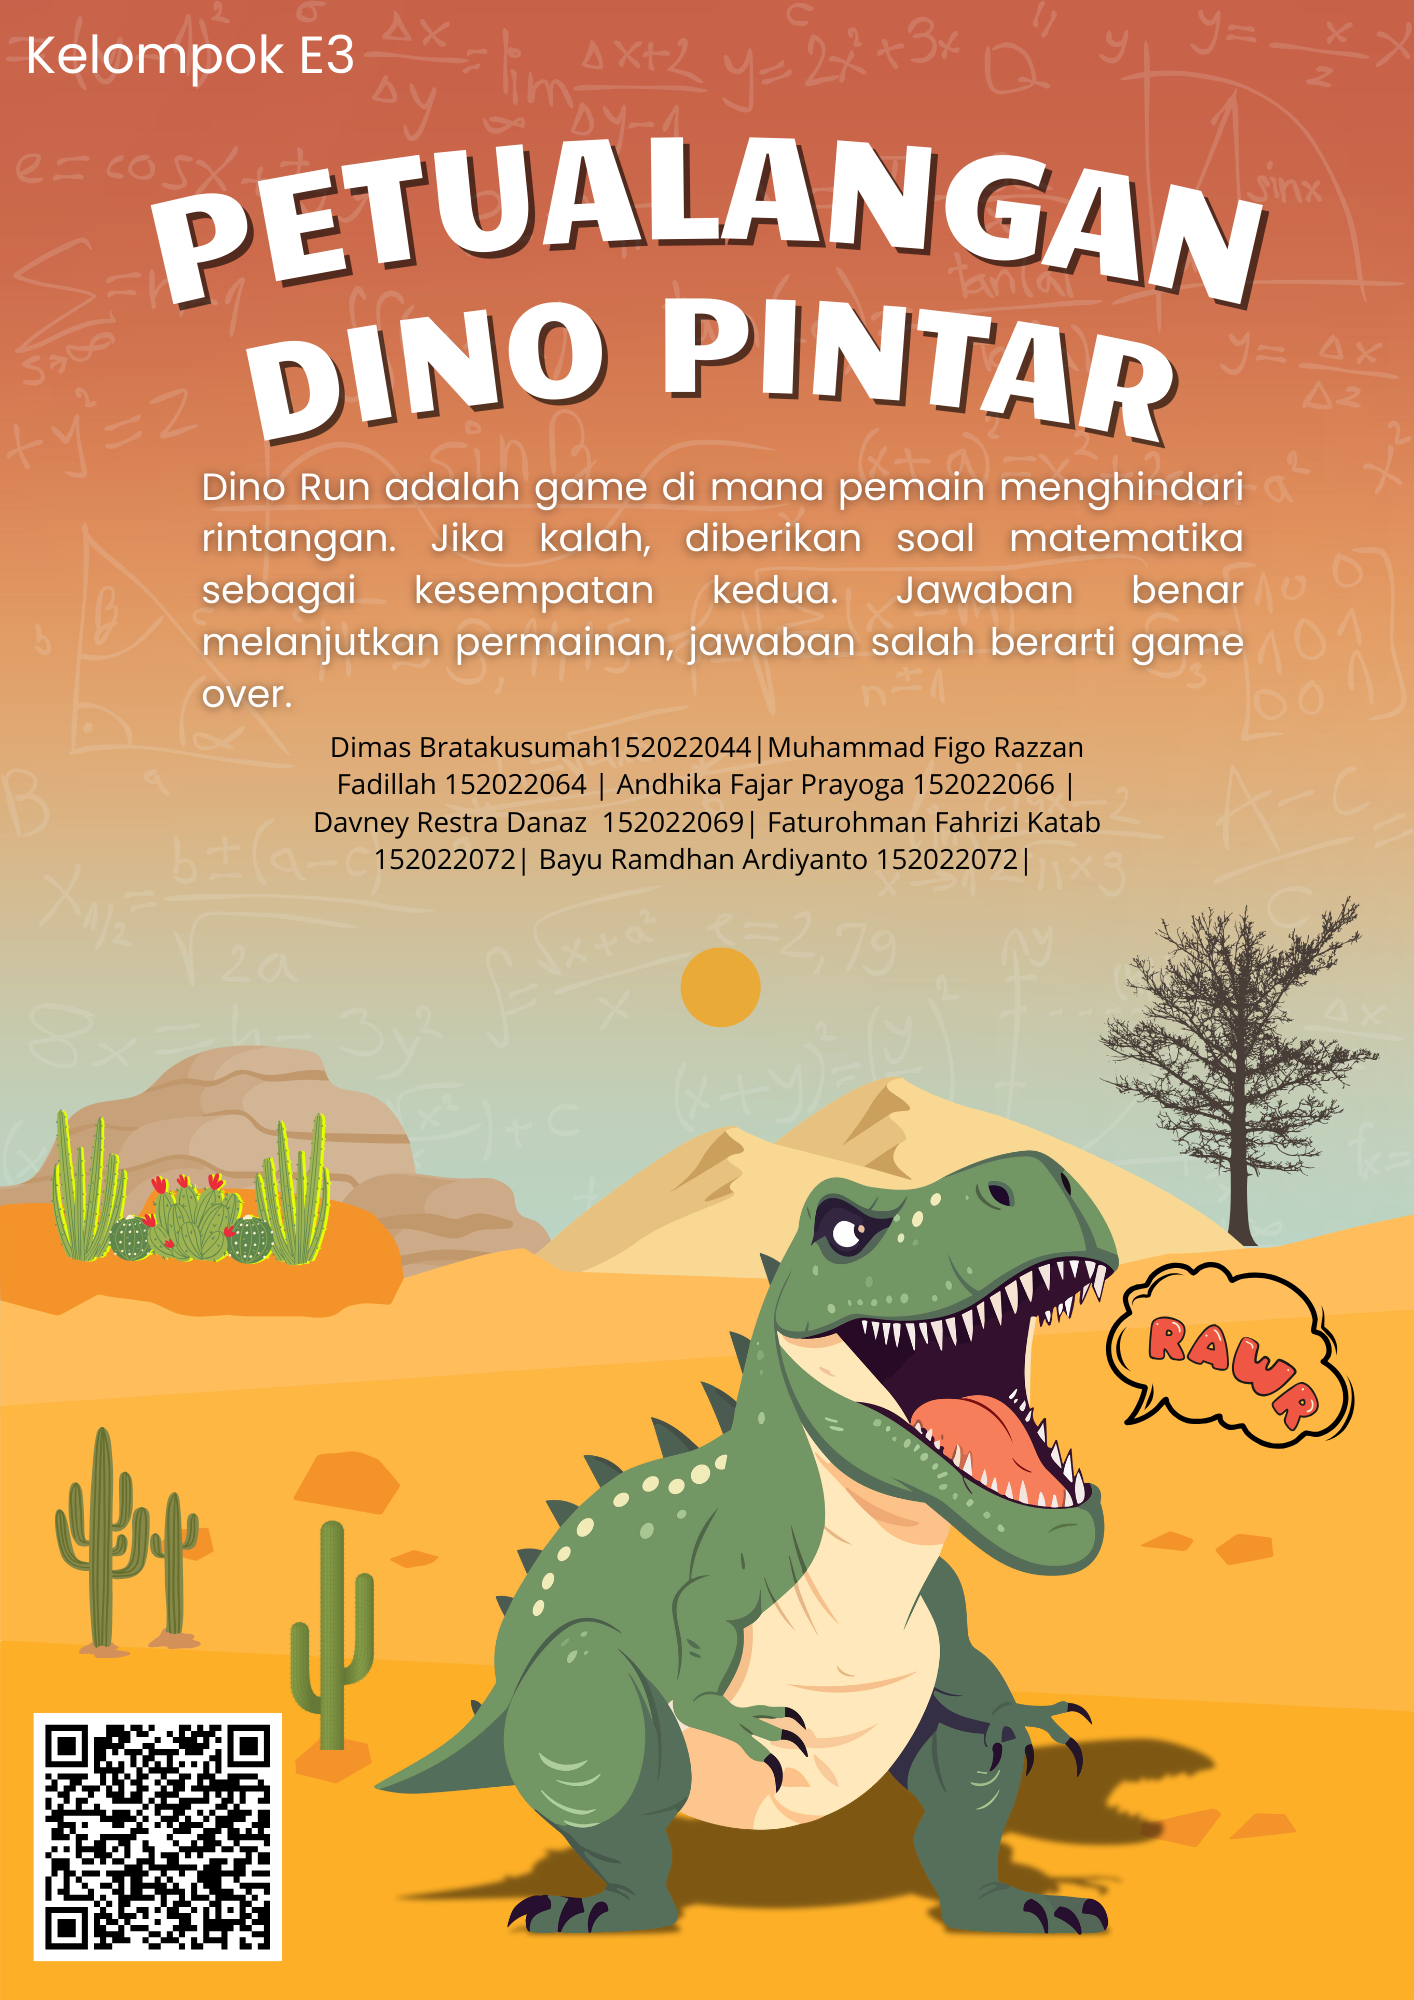 Kelompok E3
PETUALANGAN
DINO PINTAR
Dino Run adalah game di mana pemain menghindari
rintangan. Jika kalah, diberikan soal matematika
sebagai kesempatan kedua. Jawaban benar
melanjutkan permainan, jawaban salah berarti game
over.
Dimas Bratakusumah152022044|Muhammad Figo Razzan
Fadillah 152022064 | Andhika Fajar Prayoga 152022066 |
Davney Restra Danaz  152022069| Faturohman Fahrizi Katab
152022072| Bayu Ramdhan Ardiyanto 152022072|
RAWR